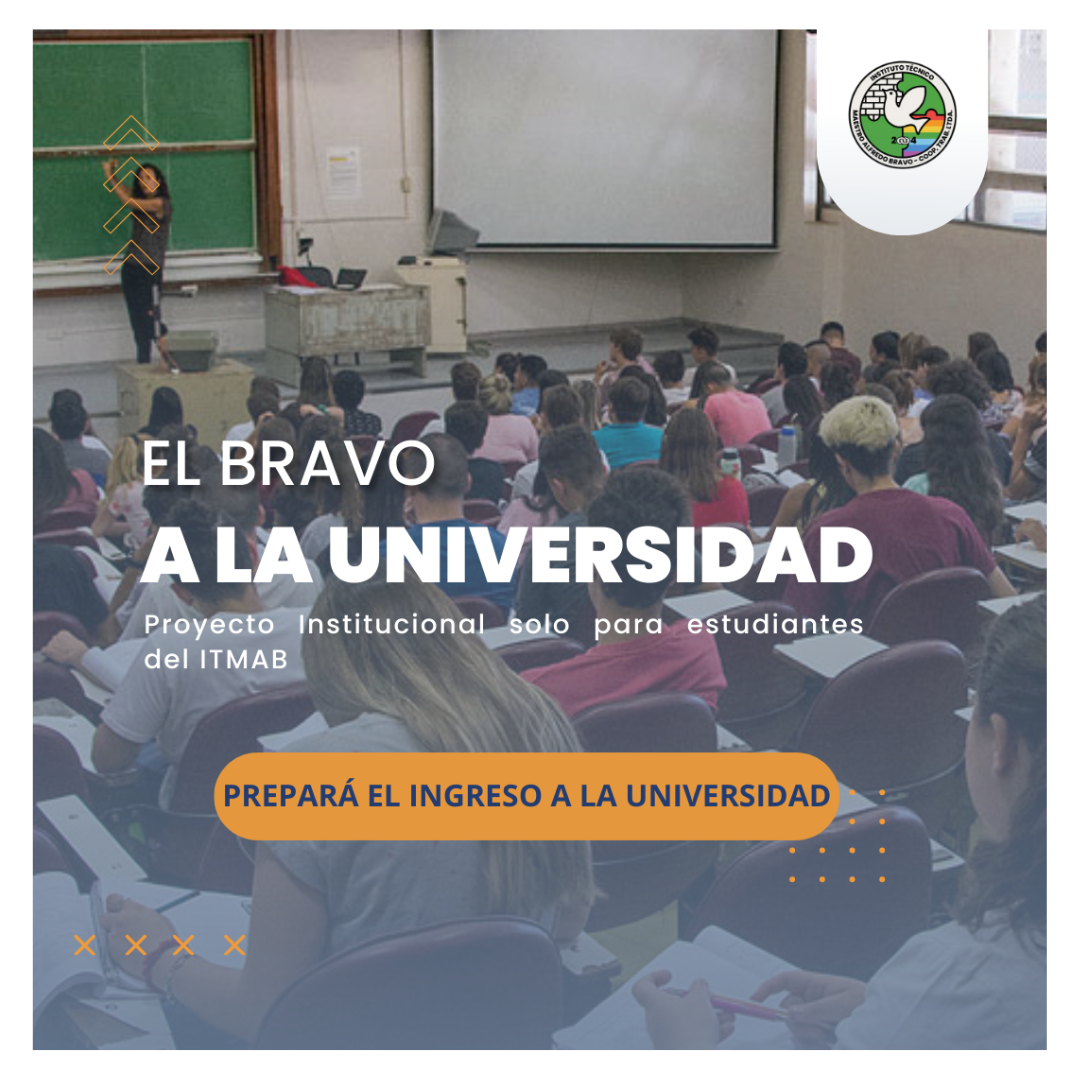 INSTITUTO TÉCNICO
MAESTRO ALFREDO BRAVO - COOP. TRAB. LTDA.
2004
EL BRAVO
A LA UNIVERSIDAD
Proyecto Institucional solo para estudiantes
del ITMAB
PREPARÁ EL INGRESO A LA UNIVERSIDAD